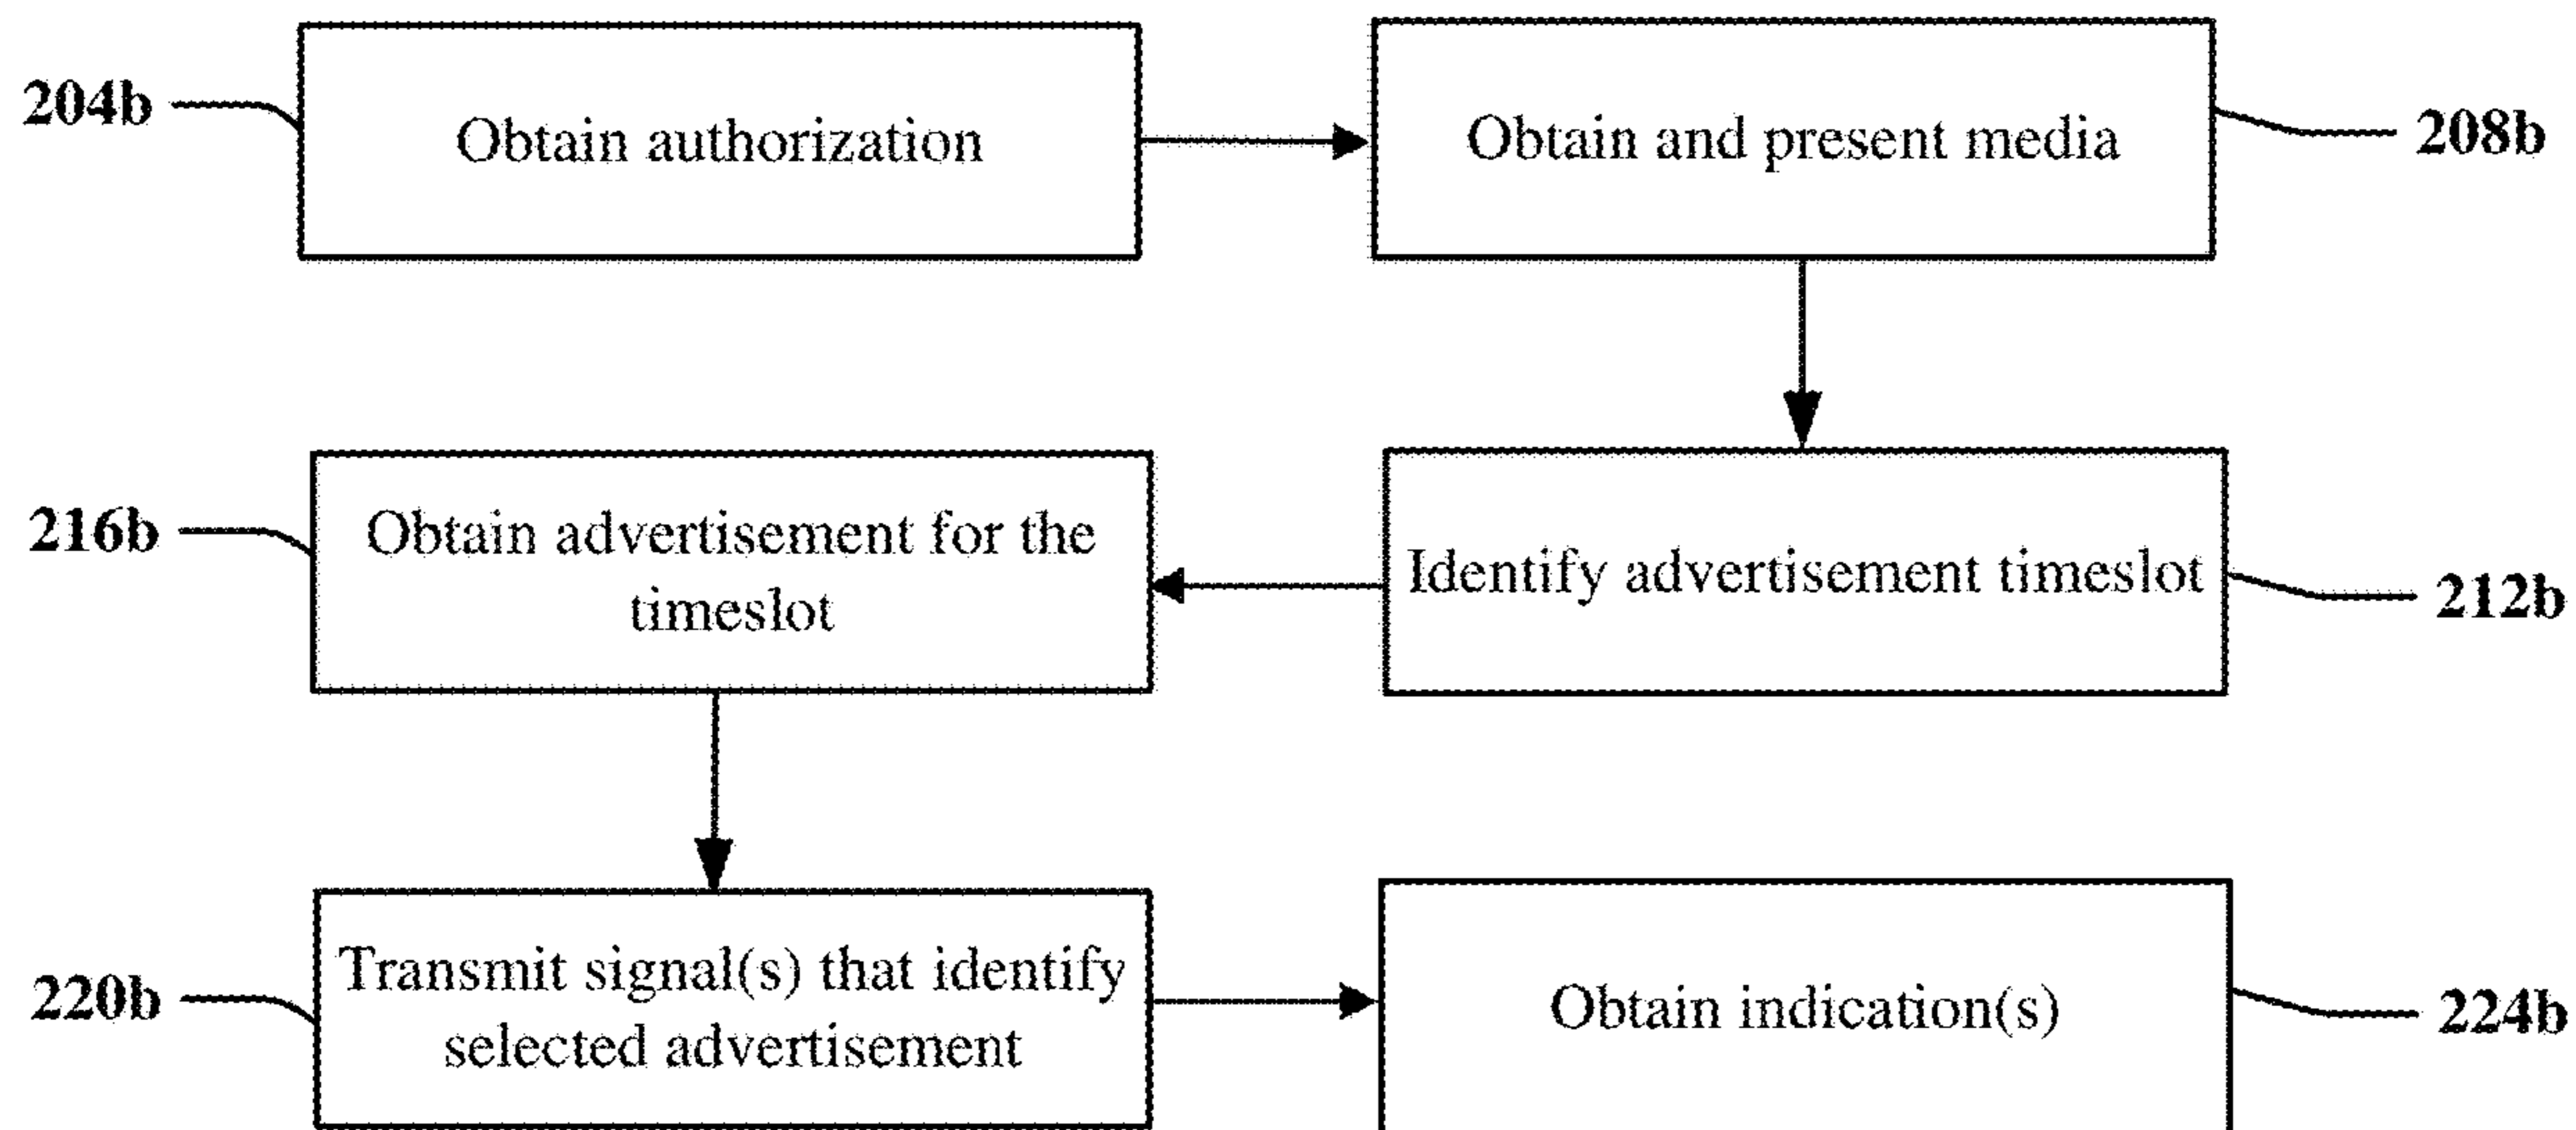 204b
Obtain authorization
Obtain and present media
208b
216b
Obtain advertisement for the
timeslot
Identify advertisement timeslot
212b
220b
Transmit signal(s) that identify
selected advertisement
Obtain indication(s)
224b